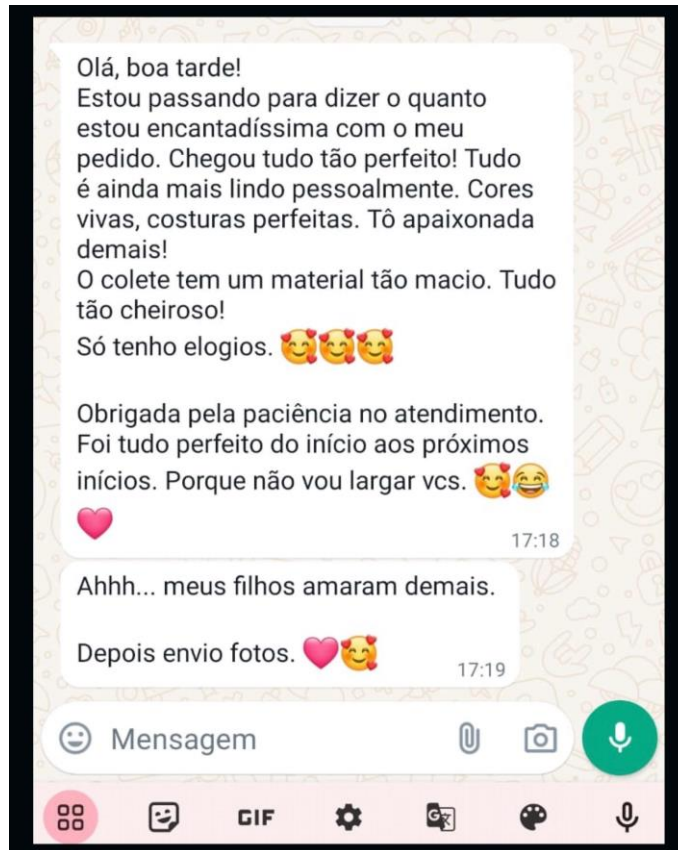 Olá, boa tarde!
Estou passando para dizer o quanto
estou encantadíssima com o meu
pedido. Chegou tudo tão perfeito! Tudo
é ainda mais lindo pessoalmente. Cores
vivas, costuras perfeitas. Tô apaixonada
demais!
O colete tem um material tão macio. Tudo
tão cheiroso!
Só tenho elogios. 🥰🥰🥰
Obrigada pela paciência no atendimento.
Foi tudo perfeito do início aos próximos
inícios. Porque não vou largar vcs. 🥰😂
🩷
17:18
Ahhh... meus filhos amaram demais.
Depois envio fotos. 🩷🥰
17:19
Mensagem
GIF